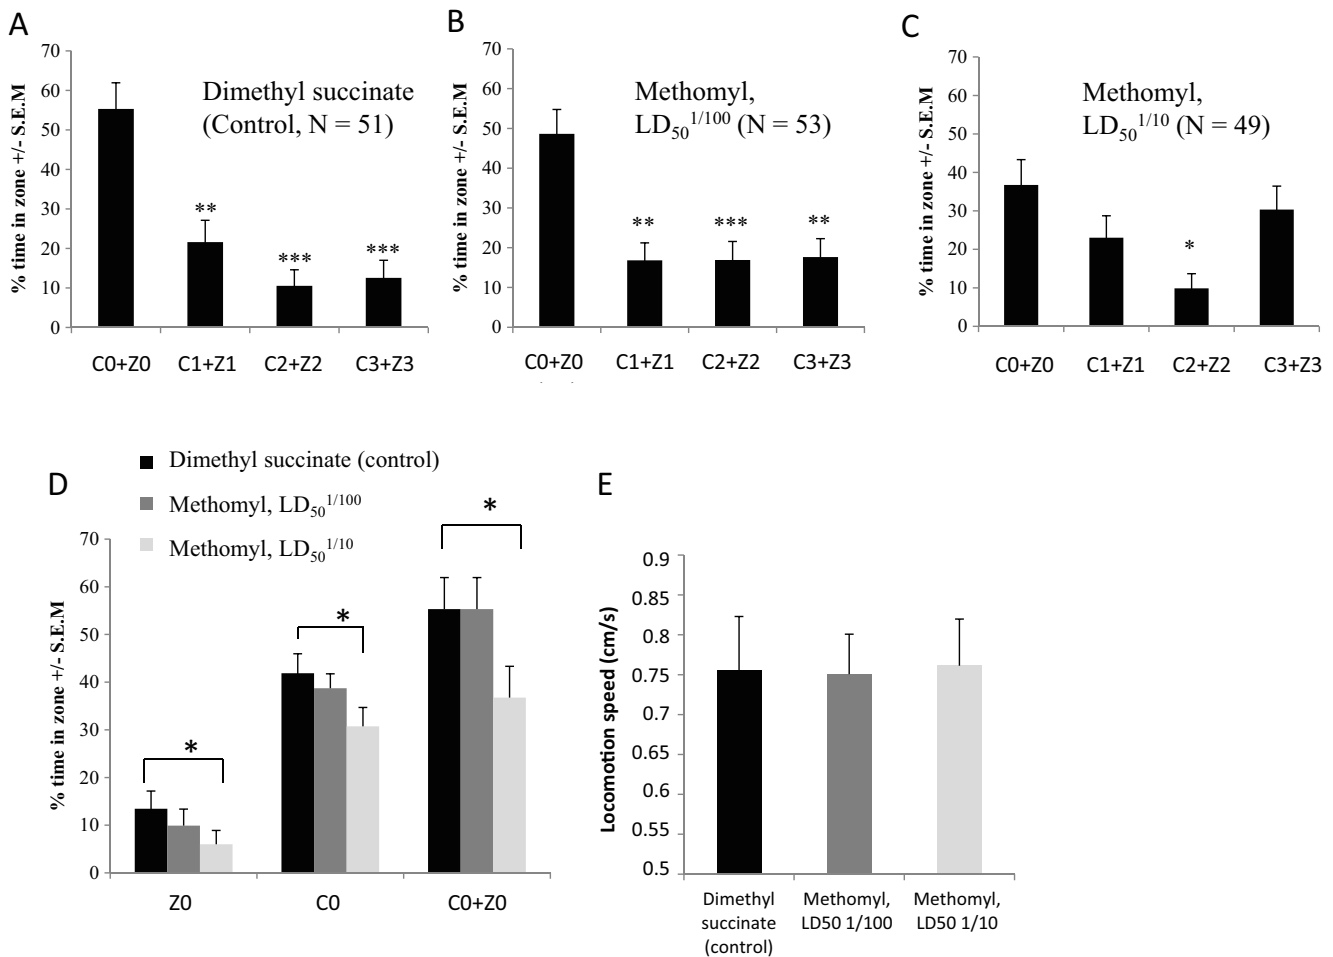 A
% time in zone +/- S.E.M
70
60
50
40
30
20
10
0
Dimethyl succinate
(Control, N = 51)
**
***
***
C0+Z0 C1+Z1 C2+Z2 C3+Z3
B
% time in zone +/- S.E.M
70
60
50
40
30
20
10
0
Methomyl,
LD50 1/100 (N = 53)
**
***
**
C0+Z0 C1+Z1 C2+Z2 C3+Z3
C
% time in zone +/- S.E.M
70
60
50
40
30
20
10
0
Methomyl,
LD50 1/10 (N = 49)
*
C0+Z0 C1+Z1 C2+Z2 C3+Z3
D
Dimethyl succinate (control)
Methomyl, LD50 1/100
Methomyl, LD50 1/10
% time in zone +/- S.E.M
70
60
50
40
30
20
10
0
*
*
*
Z0 C0 C0+Z0
E
Locomotion speed (cm/s)
0.9
0.85
0.8
0.75
0.7
0.65
0.6
0.55
0.5
Dimethyl
succinate
(control)
Methomyl,
LD50 1/100
Methomyl,
LD50 1/10